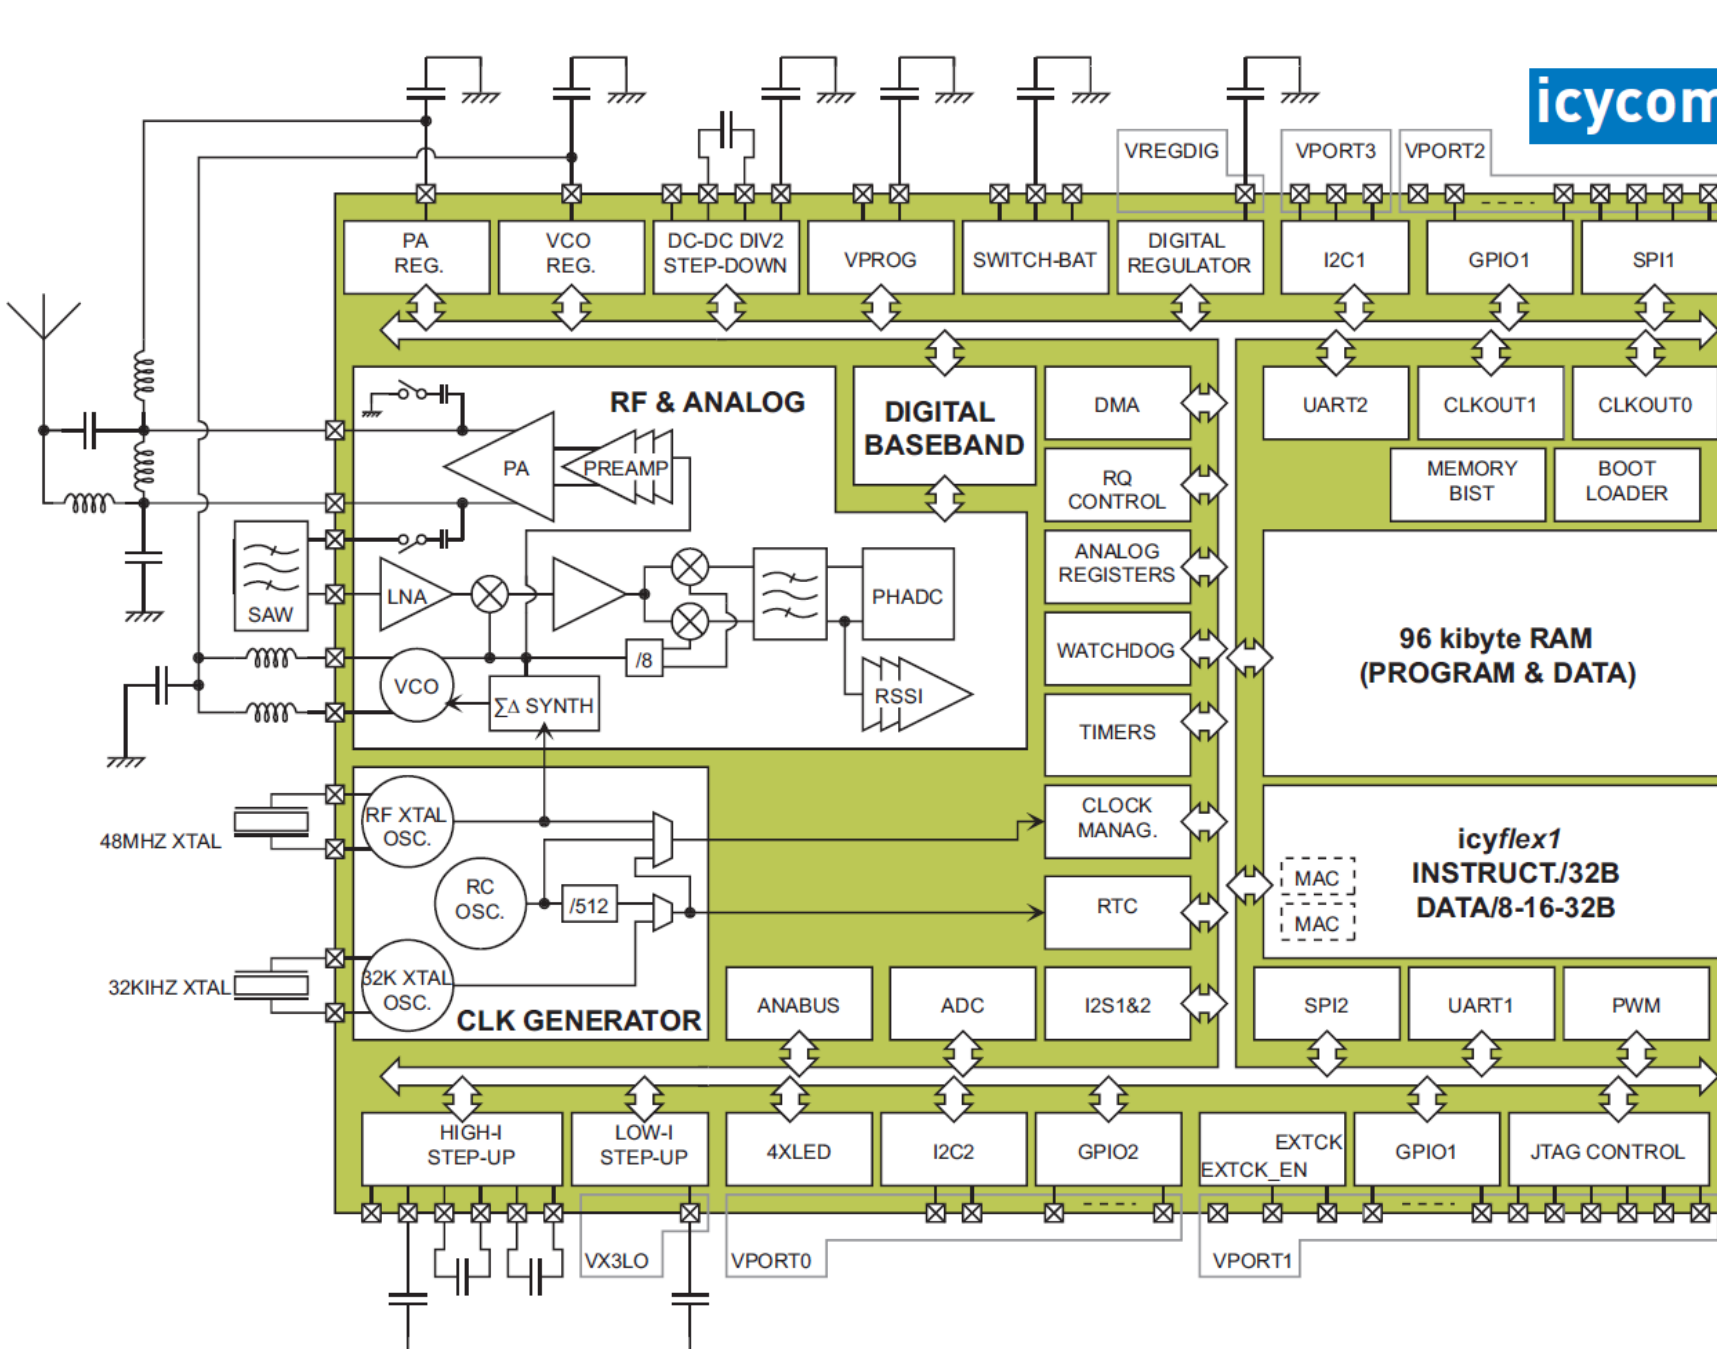 icycom
VREGDIG
VPORT3
VPORT2
PA
REG.
VCO
REG.
DC-DC DIV2
STEP-DOWN
VPROG
SWITCH-BAT
DIGITAL
REGULATOR
I2C1
GPIO1
SPI1
RF & ANALOG
DIGITAL
BASEBAND
DMA
UART2
CLKOUT1
CLKOUT0
PA
PREAMP
RQ
CONTROL
MEMORY
BIST
BOOT
LOADER
ANALOG
REGISTERS
SAW
LNA
PHADC
WATCHDOG
96 kibyte RAM
(PROGRAM & DATA)
VCO
/8
∑∆ SYNTH
RSSI
TIMERS
48MHZ XTAL
RF XTAL
OSC.
CLOCK
MANAG.
RC
OSC.
/512
RTC
MAC
MAC
icyflex1
INSTRUCT./32B
DATA/8-16-32B
32KIHZ XTAL
32K XTAL
OSC.
CLK GENERATOR
ANABUS
ADC
I2S1&2
SPI2
UART1
PWM
HIGH-I
STEP-UP
LOW-I
STEP-UP
4XLED
I2C2
GPIO2
EXTCK
EXTCK_EN
GPIO1
JTAG CONTROL
VX3LO
VPORT0
VPORT1